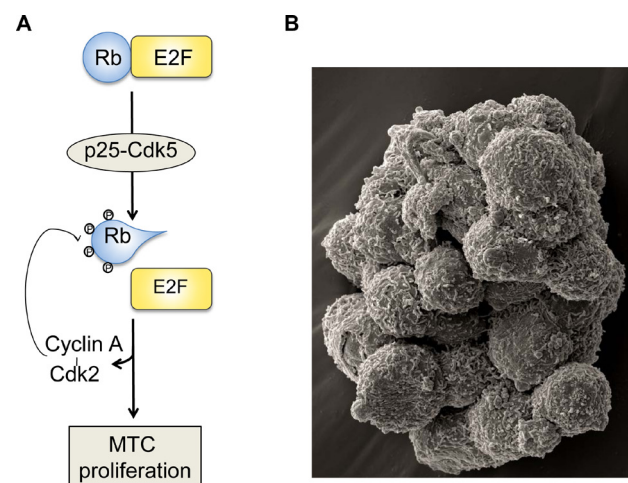 A
Rb E2F
p25-Cdk5
P
P
Rb
P
P
E2F
Cyclin A
Cdk2
MTC
proliferation
B